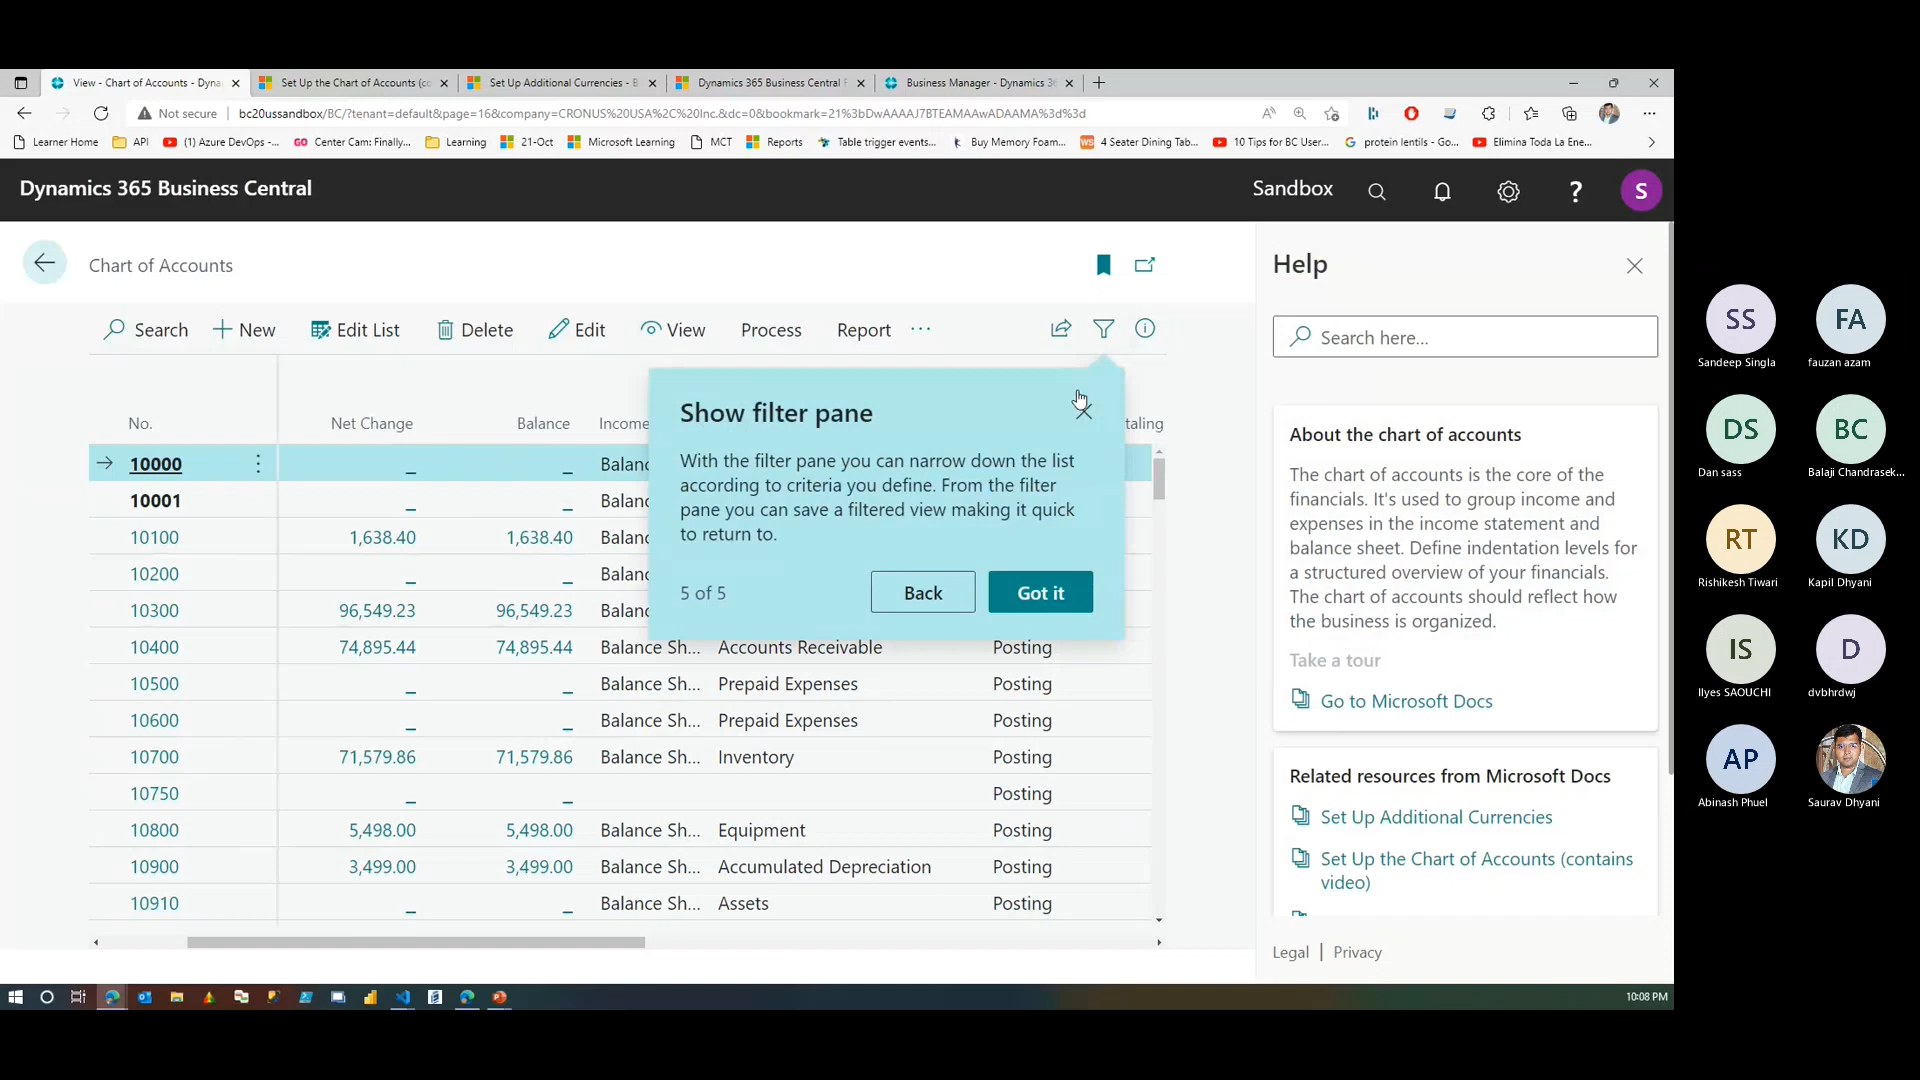 View - Chart of Accounts - Dyna
Set Up the Chart of Accounts (co
Set Up Additional Currencies - B
Dynamics 365 Business Central F
Business Manager - Dynamics 36
Not secure
bc20ussandbox/BC/?tenant=default&page=16&company=CRONUS%20USA%2C%20Inc.&dc=0&bookmark=21%3bDwAAAAJ7BTEAMAAwADAAMA%3d%3d
Learner Home
API
(1) Azure DevOps -...
Center Cam: Finally...
Learning
21-Oct
Microsoft Learning
MCT
Reports
Table trigger events...
Buy Memory Foam...
4 Seater Dining Tab...
10 Tips for BC User...
protein lentils - Go...
Elimina Toda La Ene...
Dynamics 365 Business Central
Sandbox
?
S
Chart of Accounts
Search
New
Edit List
Delete
Edit
View
Process
Report
No.
Net Change
Balance
Income
taling
10000
_
_
Balanc
10001
_
_
Balanc
10100
1,638.40
1,638.40
Balanc
10200
_
_
Balanc
10300
96,549.23
96,549.23
Balanc
10400
74,895.44
74,895.44
Balance Sh...
Accounts Receivable
Posting
10500
_
_
Balance Sh...
Prepaid Expenses
Posting
10600
_
_
Balance Sh...
Prepaid Expenses
Posting
10700
71,579.86
71,579.86
Balance Sh...
Inventory
Posting
10750
_
_
Posting
10800
5,498.00
5,498.00
Balance Sh...
Equipment
Posting
10900
3,499.00
3,499.00
Balance Sh...
Accumulated Depreciation
Posting
10910
_
_
Balance Sh...
Assets
Posting
Show filter pane
With the filter pane you can narrow down the list
according to criteria you define. From the filter
pane you can save a filtered view making it quick
to return to.
5 of 5
Back
Got it
Help
Search here...
About the chart of accounts
The chart of accounts is the core of the
financials. It's used to group income and
expenses in the income statement and
balance sheet. Define indentation levels for
a structured overview of your financials.
The chart of accounts should reflect how
the business is organized.
Take a tour
Go to Microsoft Docs
Related resources from Microsoft Docs
Set Up Additional Currencies
Set Up the Chart of Accounts (contains
video)
Legal | Privacy
10:08 PM
SS
Sandeep Singla
FA
fauzan azam
DS
Dan sass
BC
Balaji Chandrasek...
RT
Rishikesh Tiwari
KD
Kapil Dhyani
IS
Ilyes SAOUCHI
D
dvbhrdwj
AP
Abinash Phuel
Saurav Dhyani